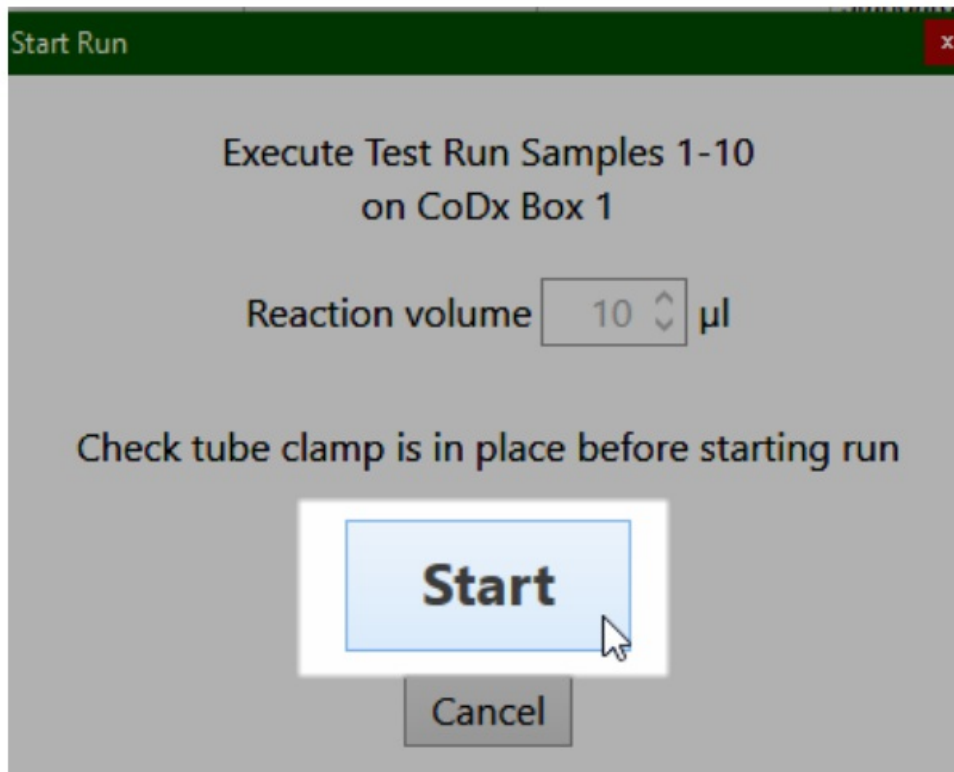 Start Run
x
Execute Test Run Samples 1-10
on CoDx Box 1
Reaction volume 10 µl
Check tube clamp is in place before starting run
Start
Cancel